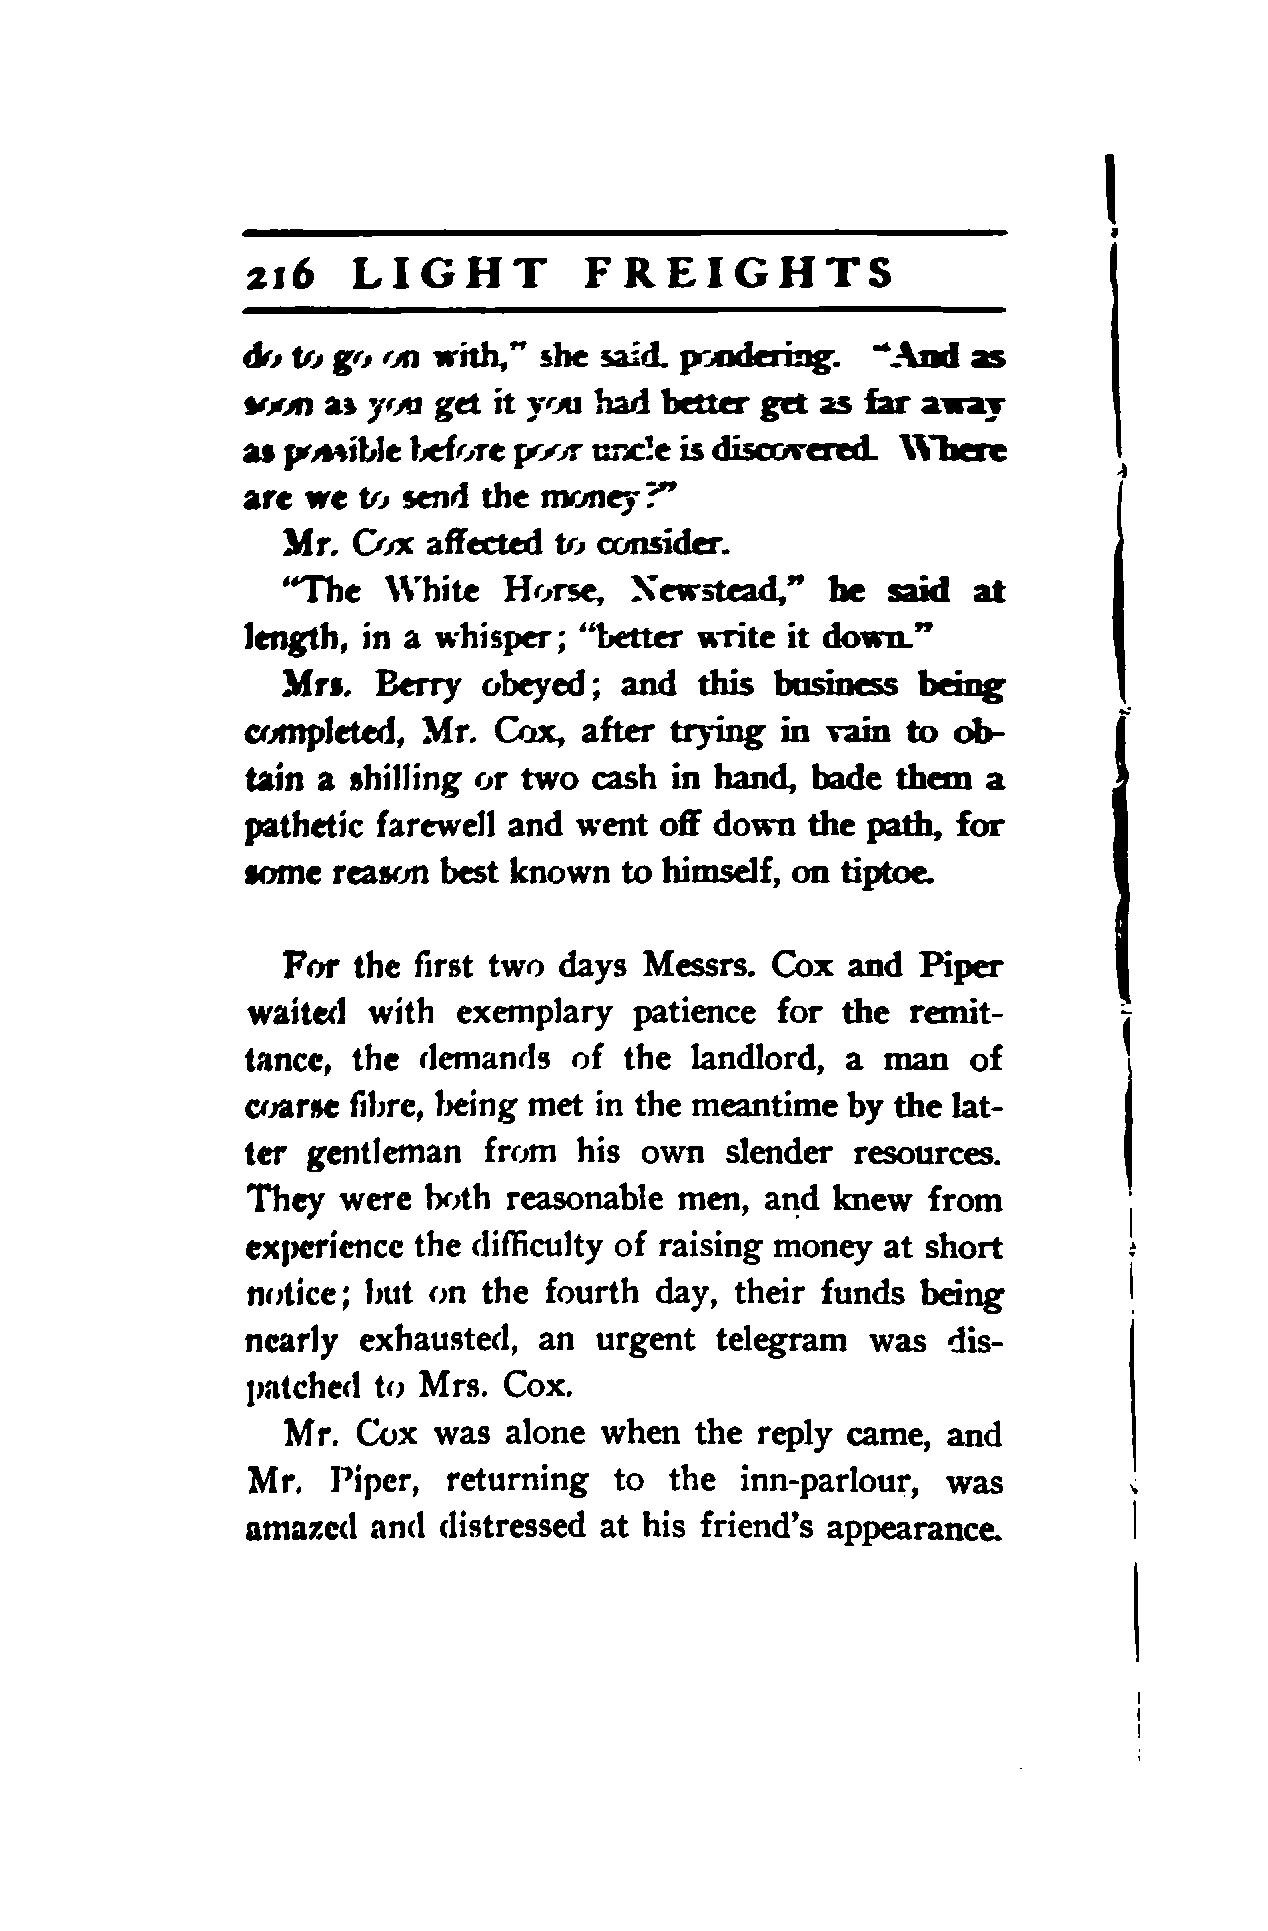 216 LIGHT FREIGHTS
do to go on with," she said, pondering. "And as
soon as you get it you had better get as far away
as possible before poor uncle is discovered. Where
are we to send the money?"
Mr. Cox affected to consider.
"The White Horse, Newstead," he said at
length, in a whisper; "better write it down."
Mrs. Berry obeyed; and this business being
completed, Mr. Cox, after trying in vain to ob-
tain a shilling or two cash in hand, bade them a
pathetic farewell and went off down the path, for
some reason best known to himself, on tiptoe.
For the first two days Messrs. Cox and Piper
waited with exemplary patience for the remit-
tance, the demands of the landlord, a man of
coarse fibre, being met in the meantime by the lat-
ter gentleman from his own slender resources.
They were both reasonable men, and knew from
experience the difficulty of raising money at short
notice; but on the fourth day, their funds being
nearly exhausted, an urgent telegram was dis-
patched to Mrs. Cox.
Mr. Cox was alone when the reply came, and
Mr. Piper, returning to the inn-parlour, was
amazed and distressed at his friend's appearance.